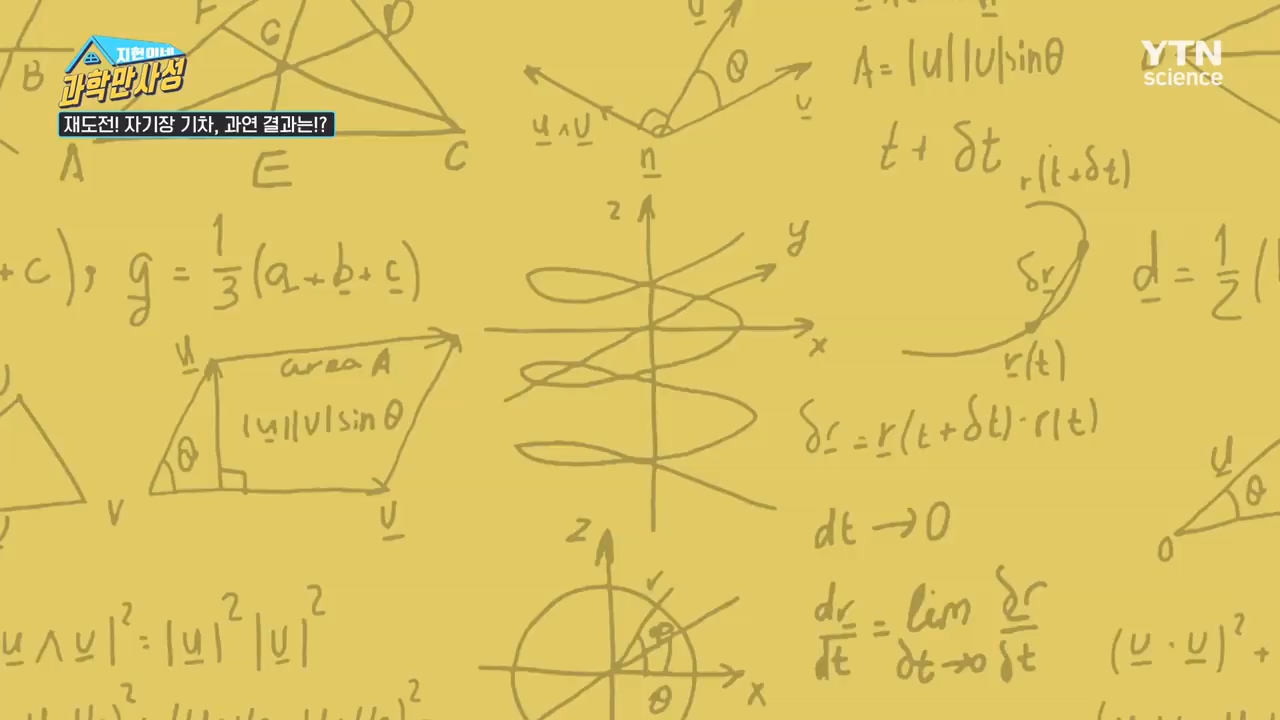 지현이네
과학만사성
재도전! 자기장 기차, 과연 결과는!?
YTN
science
F
G
D
B
A
E
C
θ
u ∧ v
n
v
A = |u||v|sinθ
t + δt
r(t+δt)
δr
r(t)
+ c); g = 1/3 (a + b + c)
d = 1/2 (
z
y
x
u
area A
|u||v|sin θ
θ
V
v
δr = r(t + δt) - r(t)
dt → 0
dr/dt = lim δt→0 δr/δt
u
θ
O
z
r
φ
θ
x
u ∧ v|² = |u|² |v|²
(u · v)² +